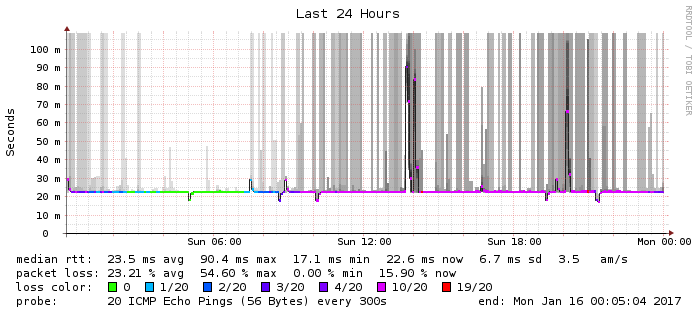 Last 24 Hours
RRDTOOL / TOBI OETIKER
Seconds
100 m
90 m
80 m
70 m
60 m
50 m
40 m
30 m
20 m
10 m
0
Sun 06:00 Sun 12:00 Sun 18:00 Mon 00:00
median rtt: 23.5 ms avg 90.4 ms max 17.1 ms min 22.6 ms now 6.7 ms sd 3.5 am/s
packet loss: 23.21 % avg 54.60 % max 0.00 % min 15.90 % now
loss color: 0 1/20 2/20 3/20 4/20 10/20 19/20
probe: 20 ICMP Echo Pings (56 Bytes) every 300s end: Mon Jan 16 00:05:04 2017